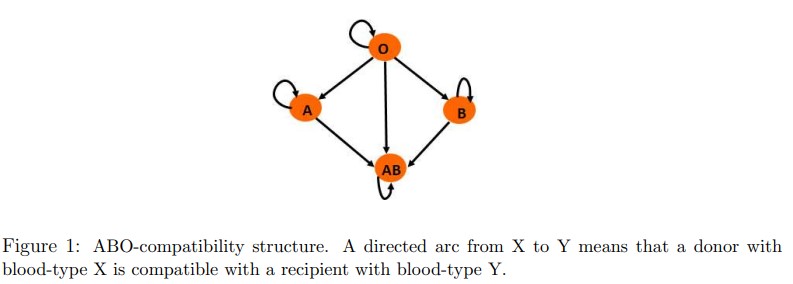 O
A
B
AB
Figure 1: ABO-compatibility structure. A directed arc from X to Y means that a donor with
blood-type X is compatible with a recipient with blood-type Y.